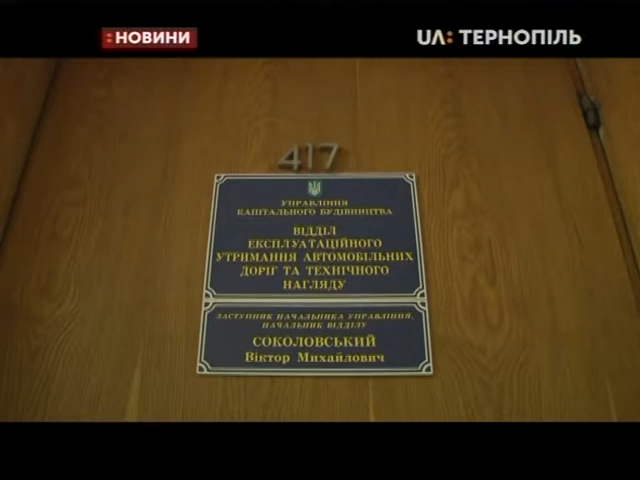 :НОВИНИ
UA: ТЕРНОПІЛЬ
417
УПРАВЛІННЯ
КАПІТАЛЬНОГО БУДІВНИЦТВА
ВІДДІЛ
ЕКСПЛУАТАЦІЙНОГО
УТРИМАННЯ АВТОМОБІЛЬНИХ
ДОРІГ ТА ТЕХНІЧНОГО
НАГЛЯДУ
ЗАСТУПНИК НАЧАЛЬНИКА УПРАВЛІННЯ,
НАЧАЛЬНИК ВІДДІЛУ
СОКОЛОВСЬКИЙ
Віктор Михайлович